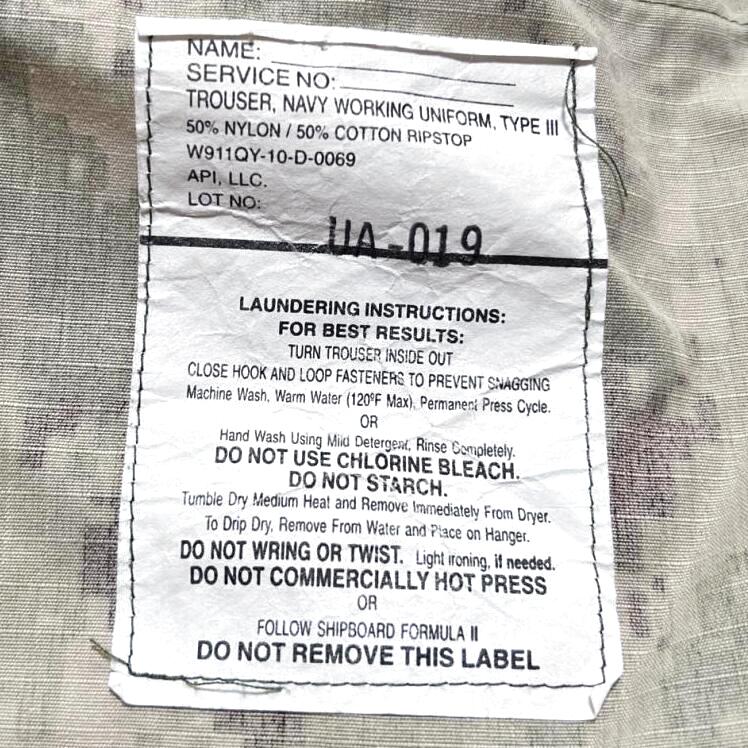 NAME:
SERVICE NO:
TROUSER, NAVY WORKING UNIFORM, TYPE III
50% NYLON / 50% COTTON RIPSTOP
W911QY-10-D-0069
API, LLC.
LOT NO:
UA-019
LAUNDERING INSTRUCTIONS:
FOR BEST RESULTS:
TURN TROUSER INSIDE OUT
CLOSE HOOK AND LOOP FASTENERS TO PREVENT SNAGGING
Machine Wash, Warm Water (120°F Max), Permanent Press Cycle.
OR
Hand Wash Using Mild Detergent, Rinse Completely.
DO NOT USE CHLORINE BLEACH.
DO NOT STARCH.
Tumble Dry Medium Heat and Remove Immediately From Dryer.
To Drip Dry, Remove From Water and Place on Hanger.
DO NOT WRING OR TWIST. Light ironing, if needed.
DO NOT COMMERCIALLY HOT PRESS
OR
FOLLOW SHIPBOARD FORMULA II
DO NOT REMOVE THIS LABEL